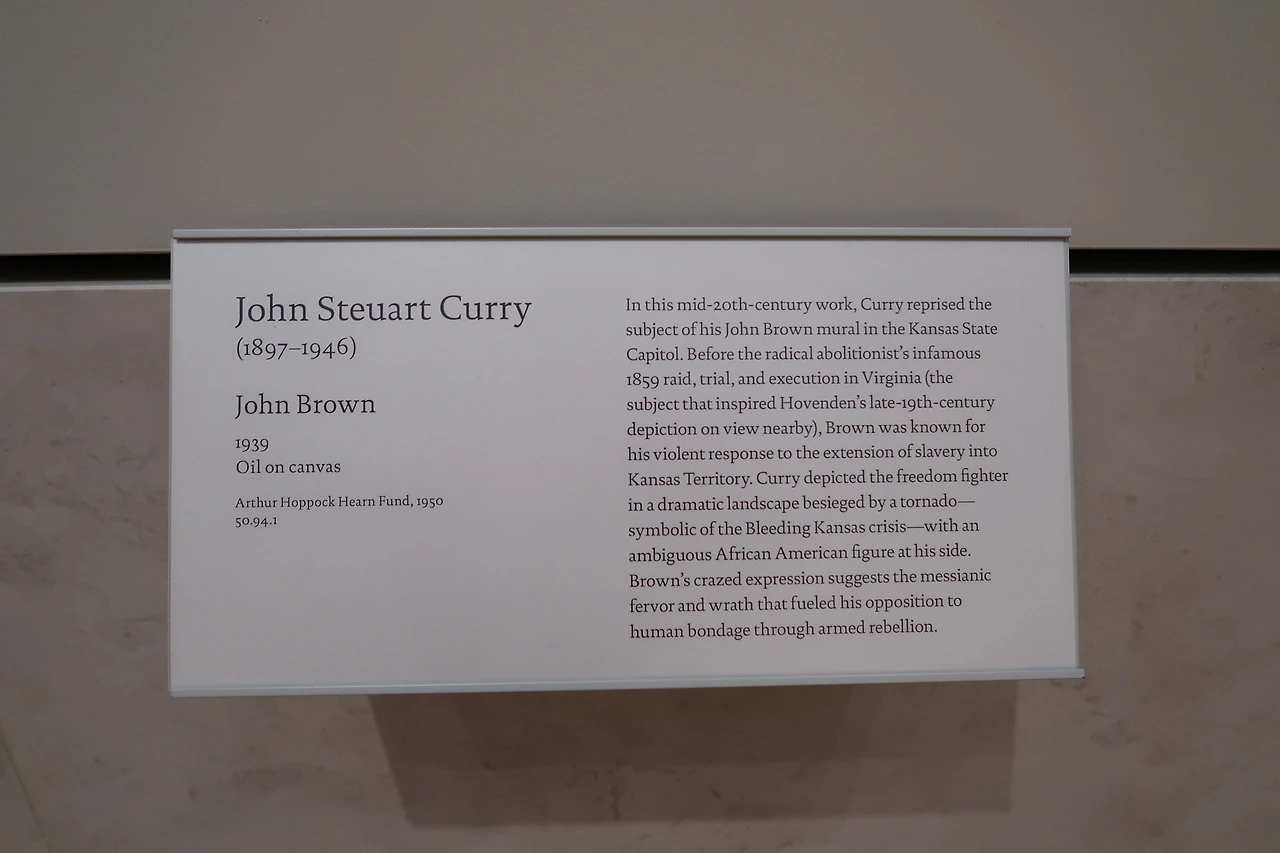 John Steuart Curry
(1897–1946)
John Brown
1939
Oil on canvas
Arthur Hoppock Hearn Fund, 1950
50.94.1
In this mid-20th-century work, Curry reprised the
subject of his John Brown mural in the Kansas State
Capitol. Before the radical abolitionist’s infamous
1859 raid, trial, and execution in Virginia (the
subject that inspired Hovenden’s late-19th-century
depiction on view nearby), Brown was known for
his violent response to the extension of slavery into
Kansas Territory. Curry depicted the freedom fighter
in a dramatic landscape besieged by a tornado—
symbolic of the Bleeding Kansas crisis—with an
ambiguous African American figure at his side.
Brown’s crazed expression suggests the messianic
fervor and wrath that fueled his opposition to
human bondage through armed rebellion.